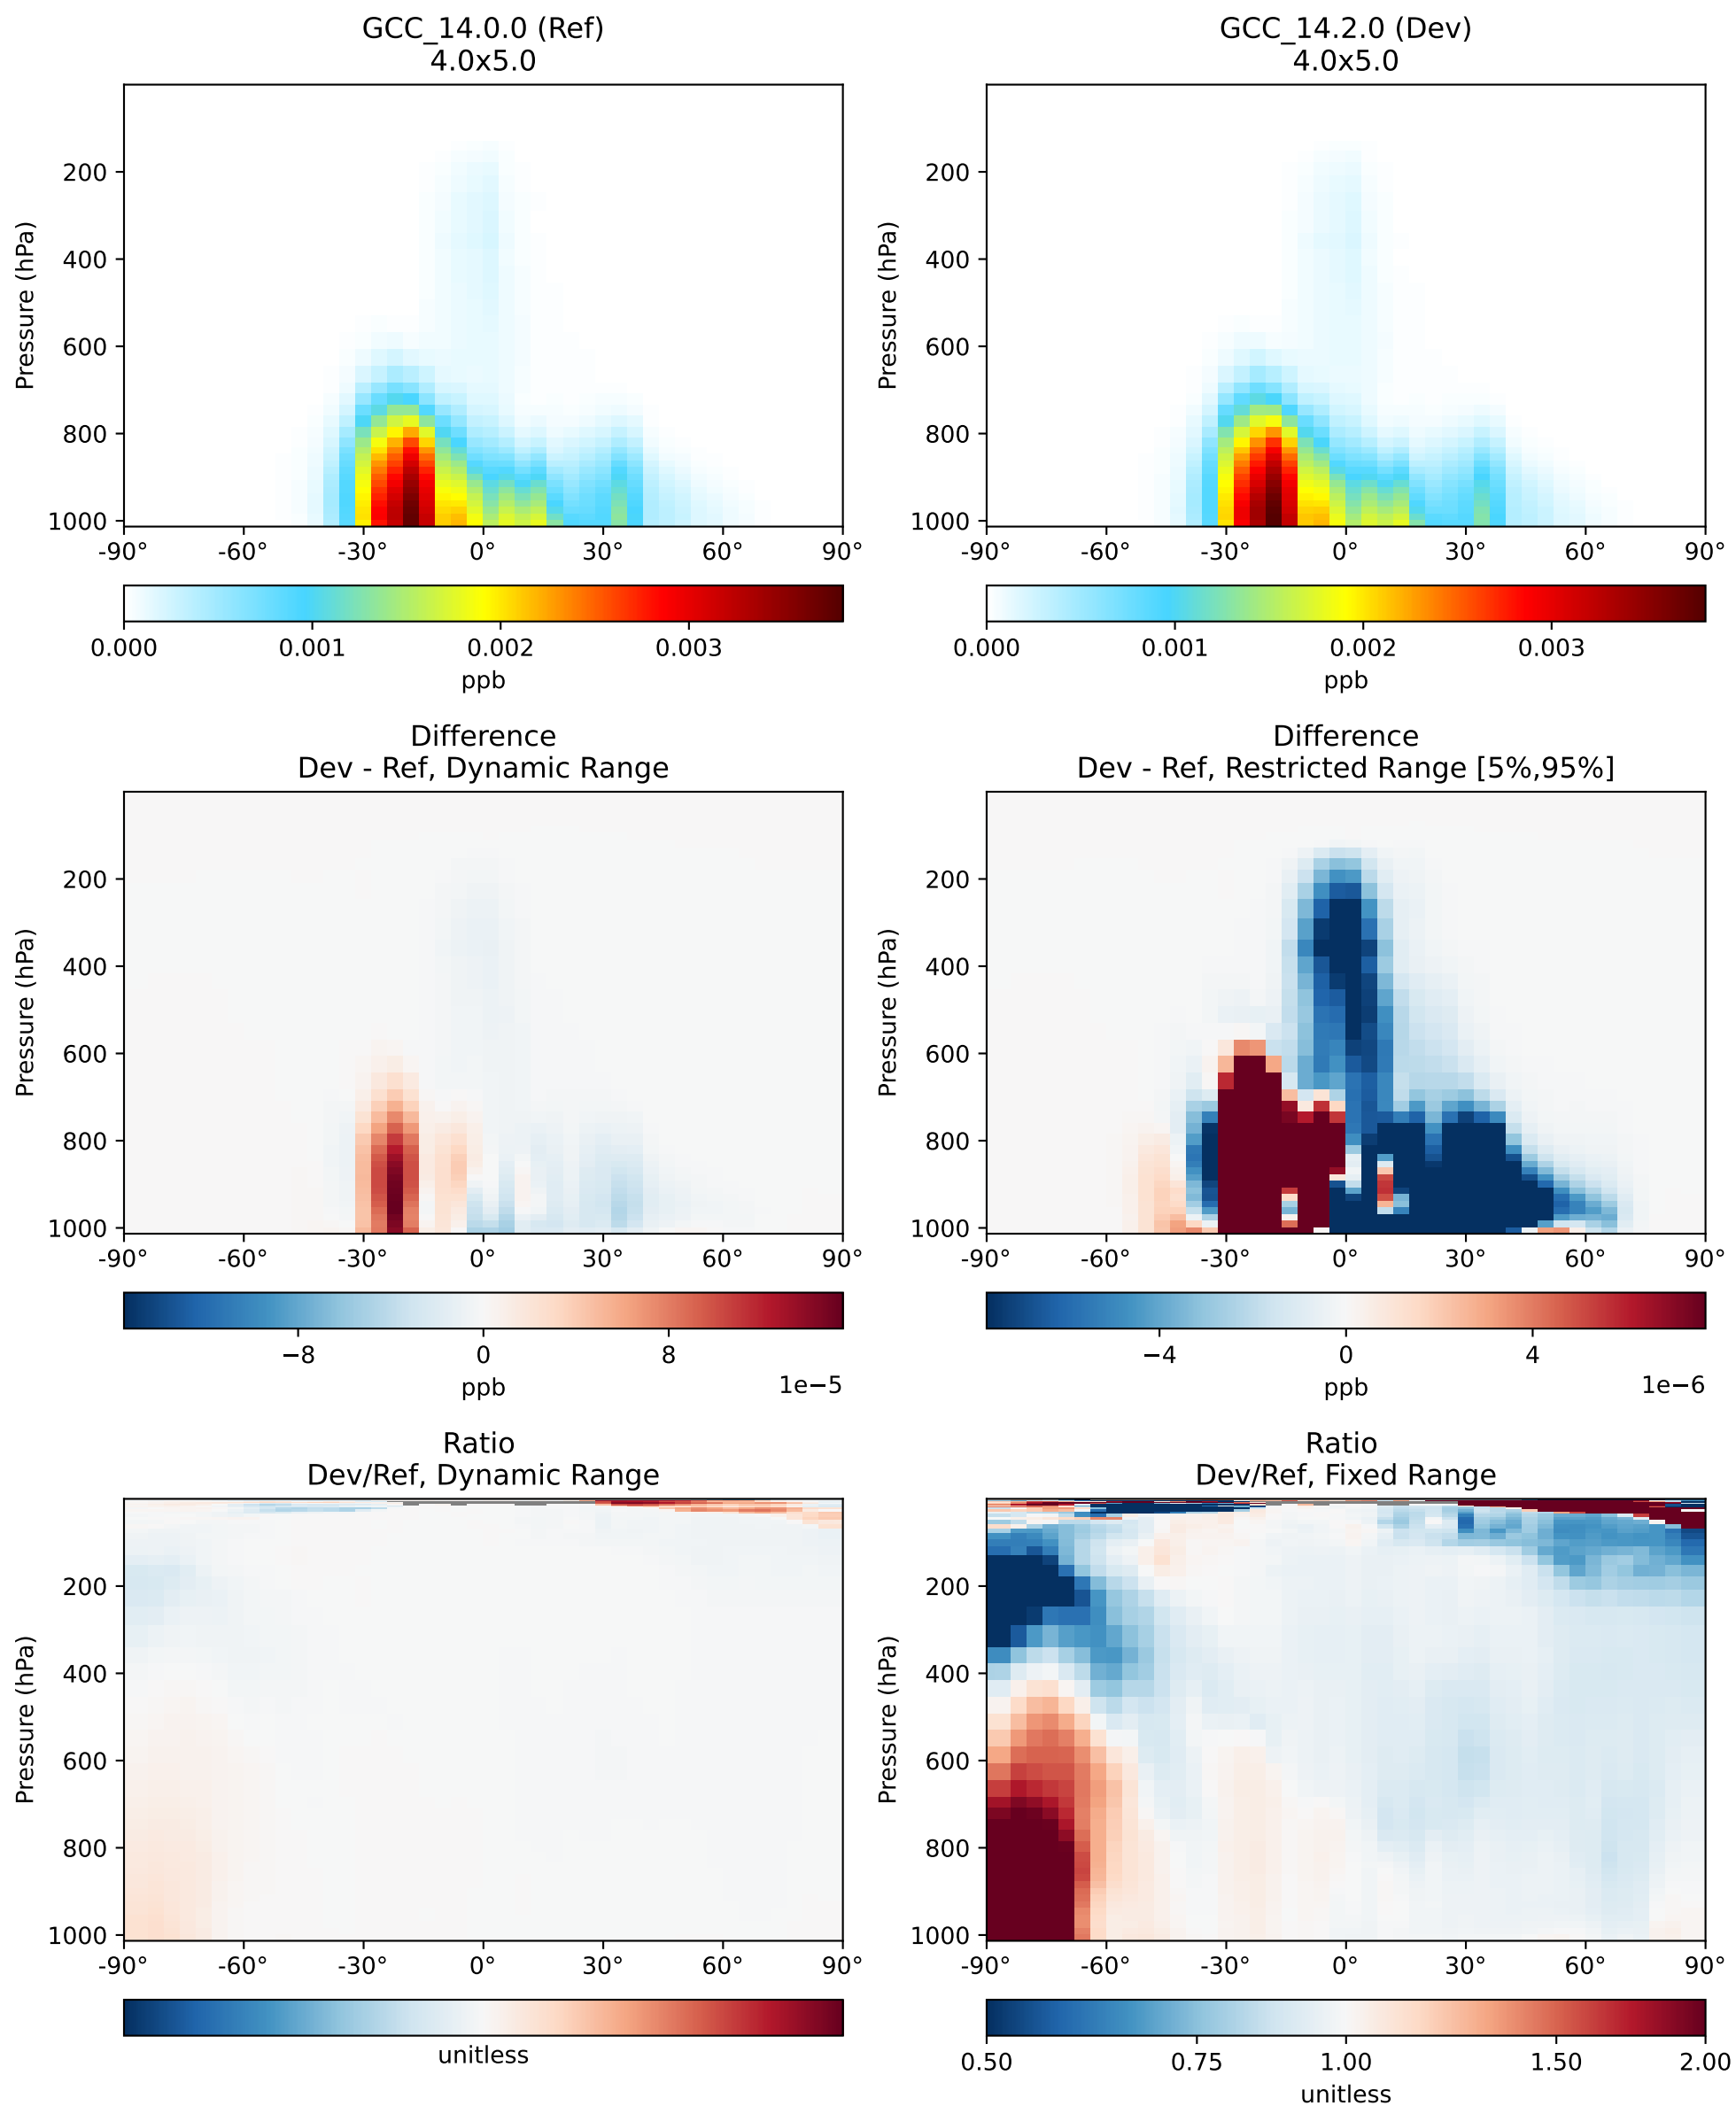 GCC_14.0.0 (Ref)
4.0x5.0
Pressure (hPa)
200
400
600
800
1000
-90° -60° -30° 0° 30° 60° 90°
0.000 0.001 0.002 0.003
ppb
GCC_14.2.0 (Dev)
4.0x5.0
Pressure (hPa)
200
400
600
800
1000
-90° -60° -30° 0° 30° 60° 90°
0.000 0.001 0.002 0.003
ppb
Difference
Dev - Ref, Dynamic Range
Pressure (hPa)
200
400
600
800
1000
-90° -60° -30° 0° 30° 60° 90°
−8 0 8
ppb 1e−5
Difference
Dev - Ref, Restricted Range [5%,95%]
Pressure (hPa)
200
400
600
800
1000
-90° -60° -30° 0° 30° 60° 90°
−4 0 4
ppb 1e−6
Ratio
Dev/Ref, Dynamic Range
Pressure (hPa)
200
400
600
800
1000
-90° -60° -30° 0° 30° 60° 90°
unitless
Ratio
Dev/Ref, Fixed Range
Pressure (hPa)
200
400
600
800
1000
-90° -60° -30° 0° 30° 60° 90°
0.50 0.75 1.00 1.50 2.00
unitless